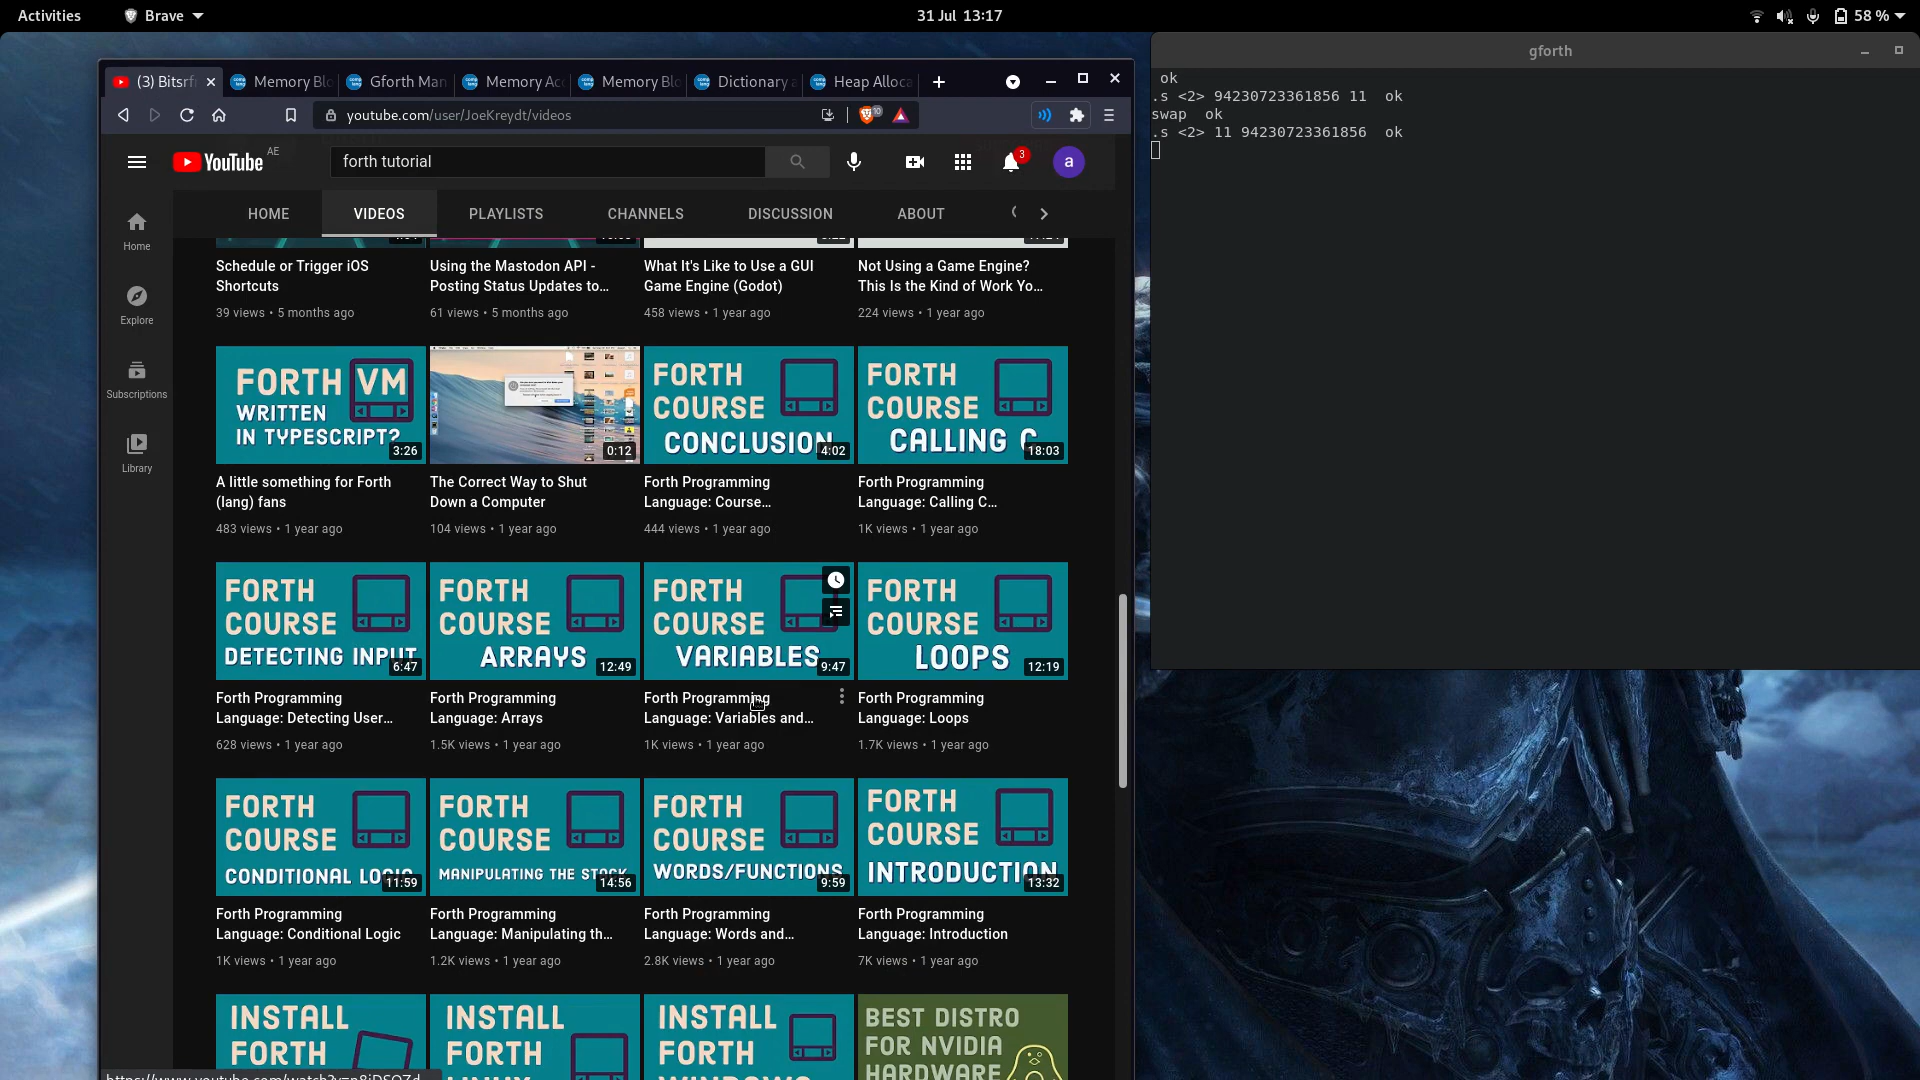 Activities
Brave
31 Jul 13:17
58 %
(3) Bitsrf
Memory Blo
Gforth Man
Memory Acc
Memory Blo
Dictionary a
Heap Alloca
youtube.com/user/JoeKreydt/videos
gforth
ok
.s <2> 94230723361856 11  ok
swap  ok
.s <2> 11 94230723361856  ok
YouTube
AE
forth tutorial
3
a
HOME
VIDEOS
PLAYLISTS
CHANNELS
DISCUSSION
ABOUT
Home
Explore
Subscriptions
Library
Schedule or Trigger iOS
Shortcuts
39 views • 5 months ago
Using the Mastodon API -
Posting Status Updates to...
61 views • 5 months ago
What It's Like to Use a GUI
Game Engine (Godot)
458 views • 1 year ago
Not Using a Game Engine?
This Is the Kind of Work Yo...
224 views • 1 year ago
FORTH VM
WRITTEN
IN TYPESCRIPT?
3:26
0:12
FORTH
COURSE
CONCLUSION
4:02
FORTH
COURSE
CALLING C
18:03
A little something for Forth
(lang) fans
483 views • 1 year ago
The Correct Way to Shut
Down a Computer
104 views • 1 year ago
Forth Programming
Language: Course...
444 views • 1 year ago
Forth Programming
Language: Calling C...
1K views • 1 year ago
FORTH
COURSE
DETECTING INPUT
6:47
FORTH
COURSE
ARRAYS
12:49
FORTH
COURSE
VARIABLES
9:47
FORTH
COURSE
LOOPS
12:19
Forth Programming
Language: Detecting User...
628 views • 1 year ago
Forth Programming
Language: Arrays
1.5K views • 1 year ago
Forth Programming
Language: Variables and...
1K views • 1 year ago
Forth Programming
Language: Loops
1.7K views • 1 year ago
FORTH
COURSE
CONDITIONAL LOGIC
11:59
FORTH
COURSE
MANIPULATING THE STACK
14:56
FORTH
COURSE
WORDS/FUNCTIONS
9:59
FORTH
COURSE
INTRODUCTION
13:32
Forth Programming
Language: Conditional Logic
1K views • 1 year ago
Forth Programming
Language: Manipulating th...
1.2K views • 1 year ago
Forth Programming
Language: Words and...
2.8K views • 1 year ago
Forth Programming
Language: Introduction
7K views • 1 year ago
INSTALL
FORTH
INSTALL
FORTH
INSTALL
FORTH
BEST DISTRO
FOR NVIDIA
HARDWARE